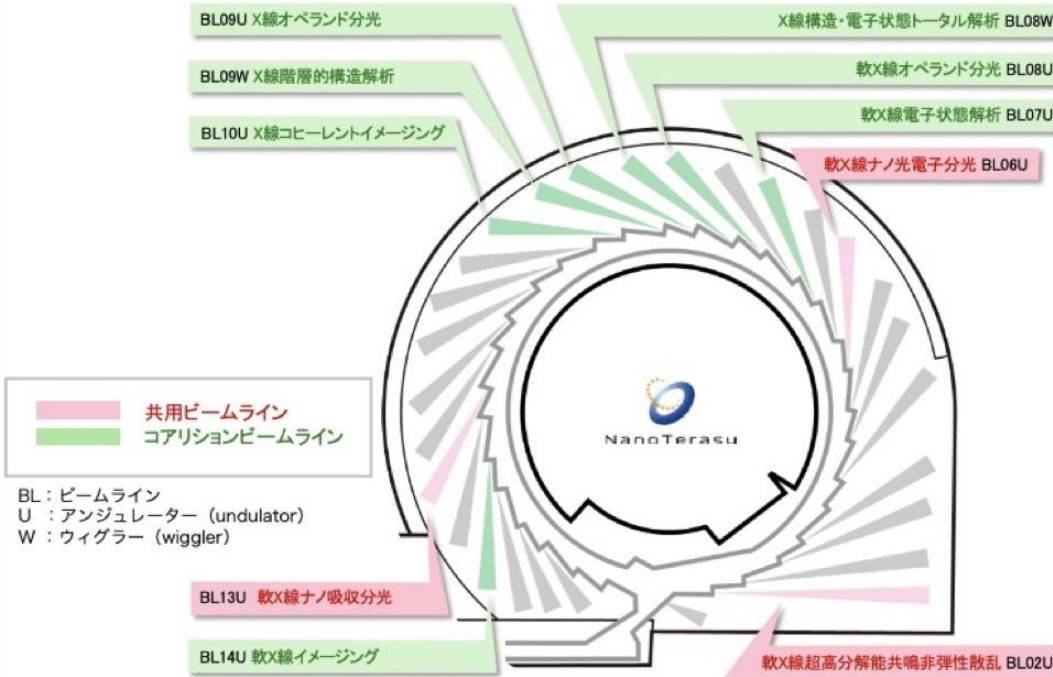 BL09U X線オペランド分光
BL09W X線階層的構造解析
BL10U X線コヒーレントイメージング
X線構造・電子状態トータル解析 BL08W
軟X線オペランド分光 BL08U
軟X線電子状態解析 BL07U
軟X線ナノ光電子分光 BL06U
NanoTerasu
共用ビームライン
コアリションビームライン
BL：ビームライン
U ：アンジュレーター（undulator）
W ：ウィグラー（wiggler）
BL13U 軟X線ナノ吸収分光
BL14U 軟X線イメージング
軟X線超高分解能共鳴非弾性散乱 BL02U